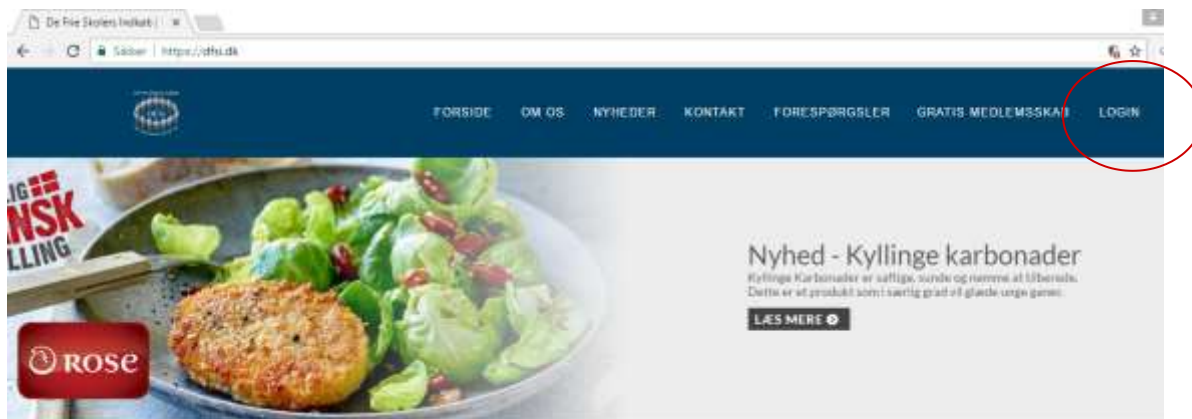 De Frie Skolers Indkøb |
Sikker | https://dfsi.dk
FORSIDE OM OS NYHEDER KONTAKT FORESPØRGSLER GRATIS MEDLEMSSKAB LOGIN
NSK
LLING
ROSE
Nyhed - Kyllinge karbonader
Kyllinge Karbonader er saftige, sunde og nemme at tilberede.
Dette er et produkt som i særlig grad vil glæde unge ganer.
LÆS MERE